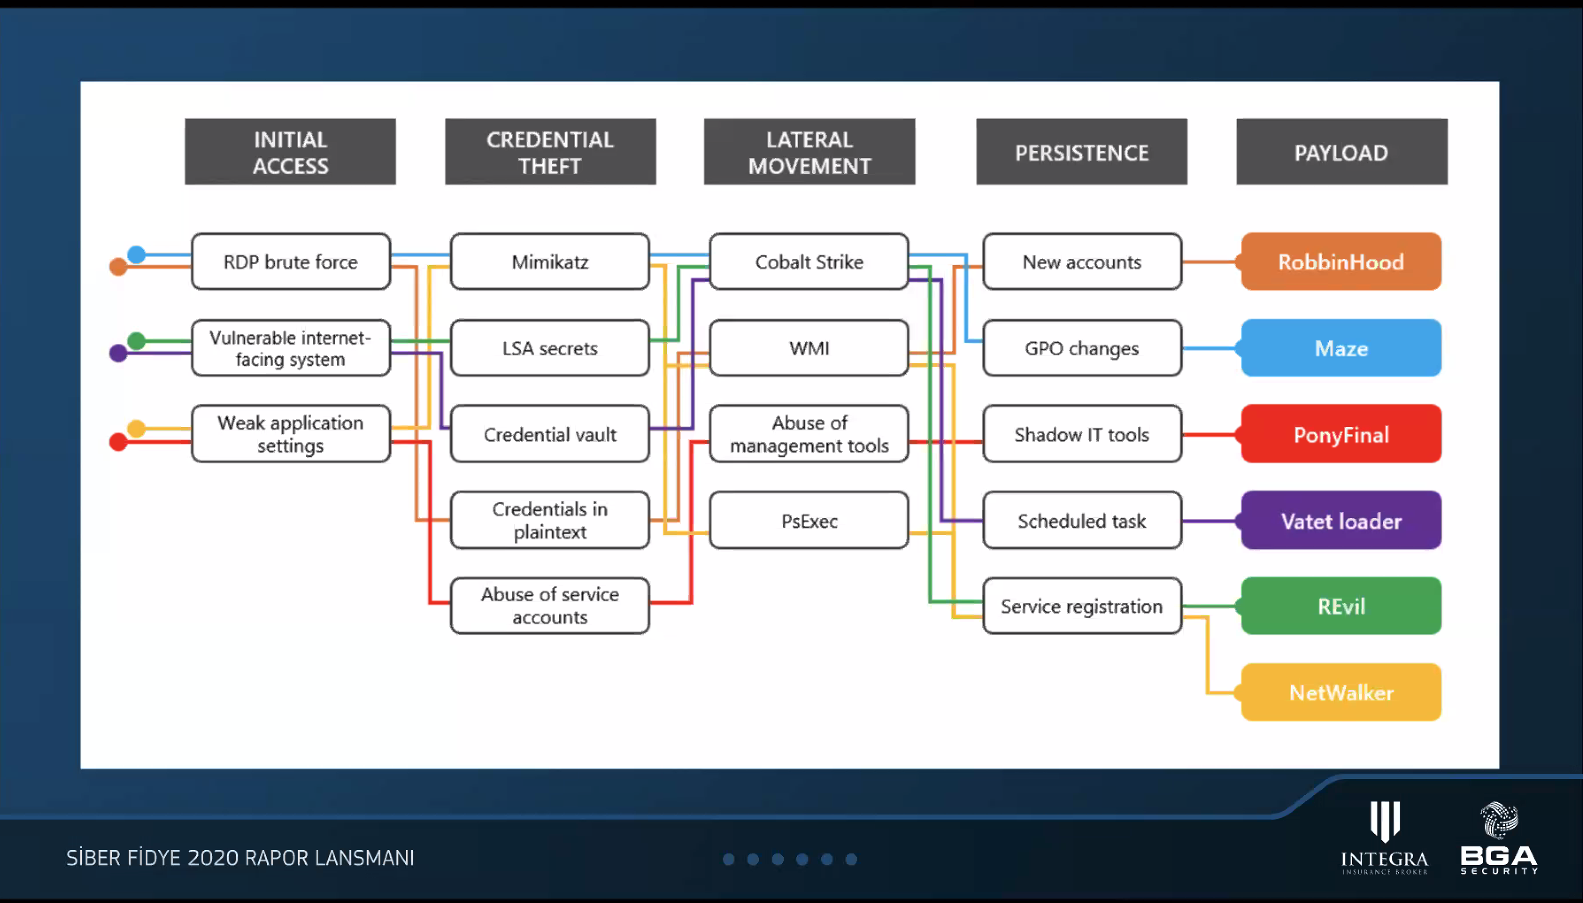 INITIAL
ACCESS
CREDENTIAL
THEFT
LATERAL
MOVEMENT
PERSISTENCE
PAYLOAD
RDP brute force
Mimikatz
Cobalt Strike
New accounts
RobbinHood
Vulnerable internet-
facing system
LSA secrets
WMI
GPO changes
Maze
Weak application
settings
Credential vault
Abuse of
management tools
Shadow IT tools
PonyFinal
Credentials in
plaintext
PsExec
Scheduled task
Vatet loader
Abuse of service
accounts
Service registration
REvil
NetWalker
SİBER FİDYE 2020 RAPOR LANSMANI
INTEGRA
INSURANCE BROKER
BGA
SECURITY